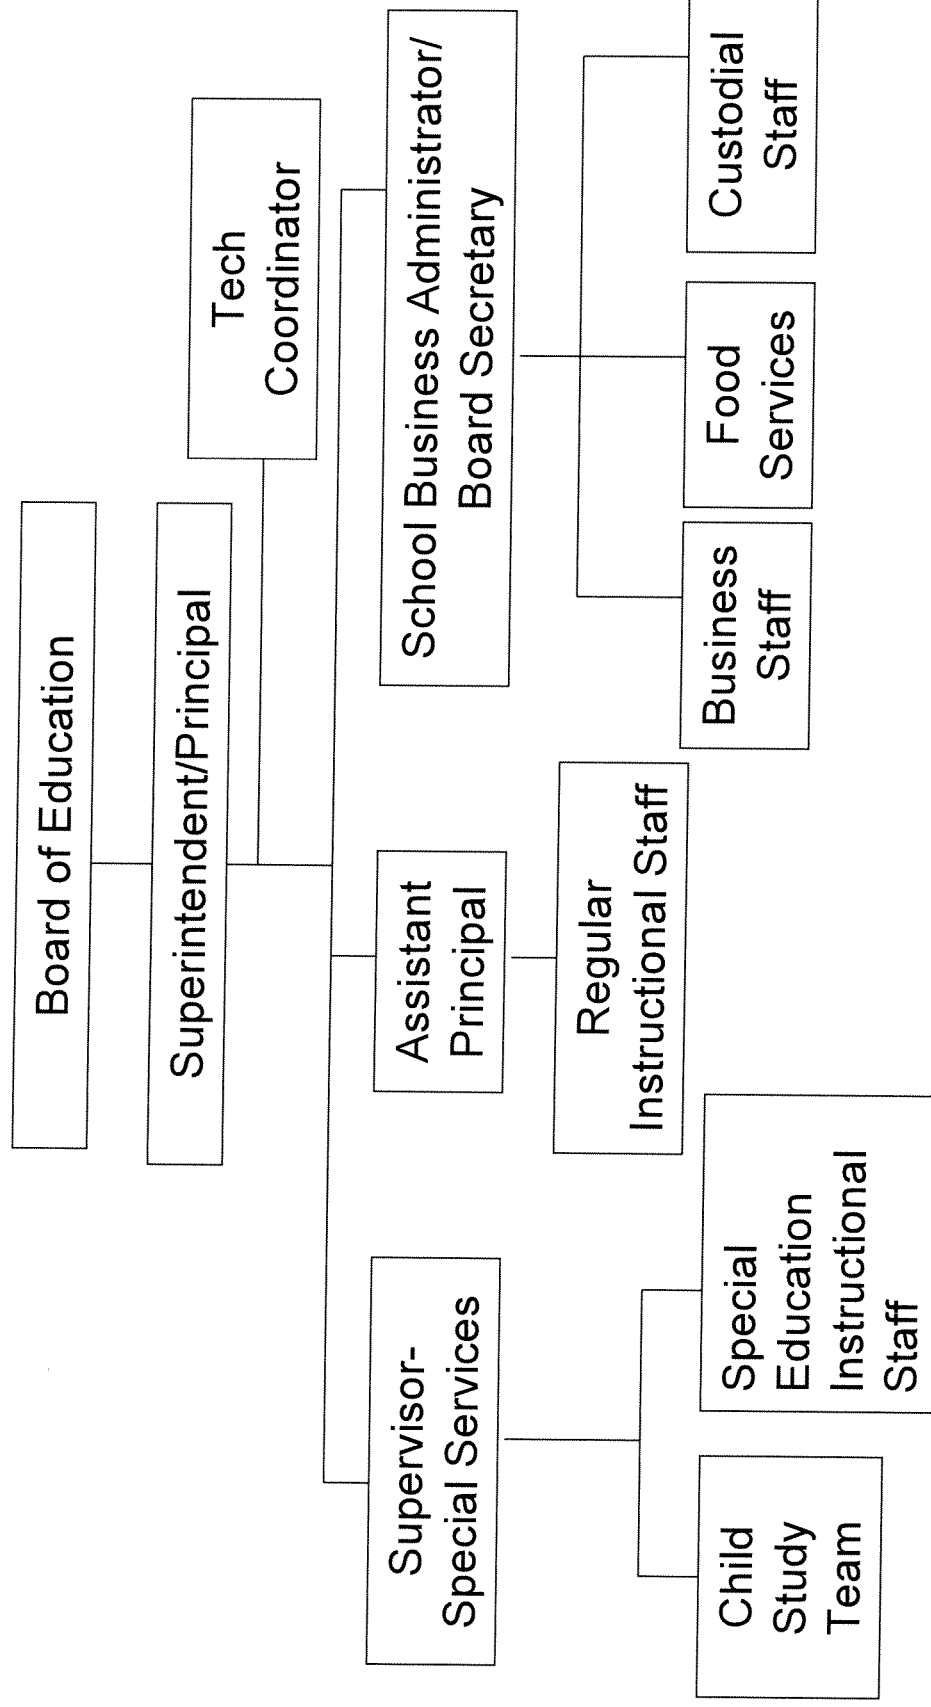 Board of Education
Superintendent/Principal
Tech
Coordinator
Supervisor-
Special Services
Assistant
Principal
School Business Administrator/
Board Secretary
Child
Study
Team
Special
Education
Instructional
Staff
Regular
Instructional Staff
Business
Staff
Food
Services
Custodial
Staff